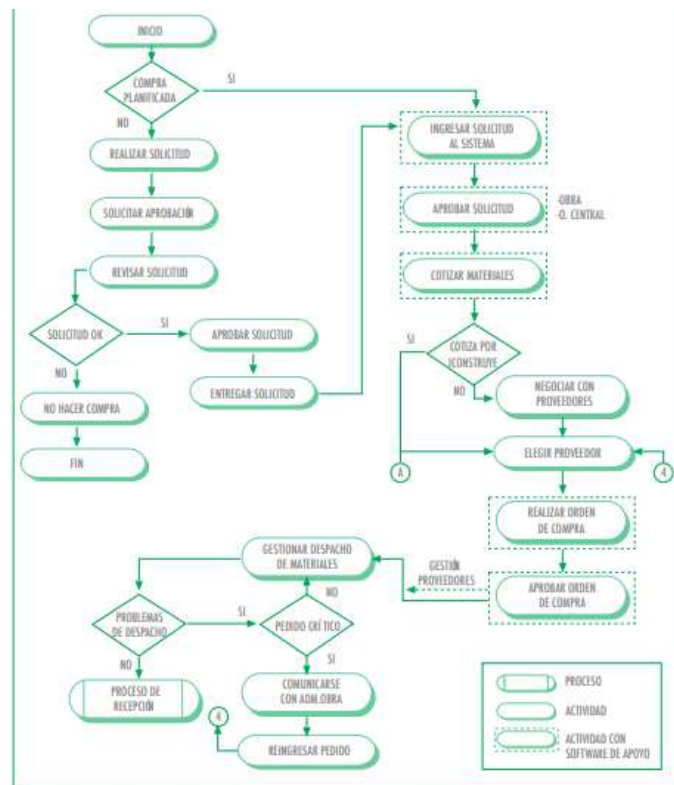 INICIO
COMPRA
PLANIFICADA
SI
NO
REALIZAR SOLICITUD
SOLICITAR APROBACIÓN
REVISAR SOLICITUD
SOLICITUD OK
SI
NO
APROBAR SOLICITUD
ENTREGAR SOLICITUD
NO HACER COMPRA
FIN
INGRESAR SOLICITUD
AL SISTEMA
APROBAR SOLICITUD
-OBRA
-O. CENTRAL
COTIZAR MATERIALES
COTIZA POR
ICONSTRUYE
SI
NO
NEGOCIAR CON
PROVEEDORES
A
ELEGIR PROVEEDOR
4
REALIZAR ORDEN
DE COMPRA
APROBAR ORDEN
DE COMPRA
GESTIÓN
PROVEEDORES
GESTIONAR DESPACHO
DE MATERIALES
PROBLEMAS
DE DESPACHO
SI
NO
PEDIDO CRÍTICO
NO
SI
PROCESO DE
RECEPCIÓN
COMUNICARSE
CON ADM.OBRA
4
REINGRESAR PEDIDO
PROCESO
ACTIVIDAD
ACTIVIDAD CON
SOFTWARE DE APOYO